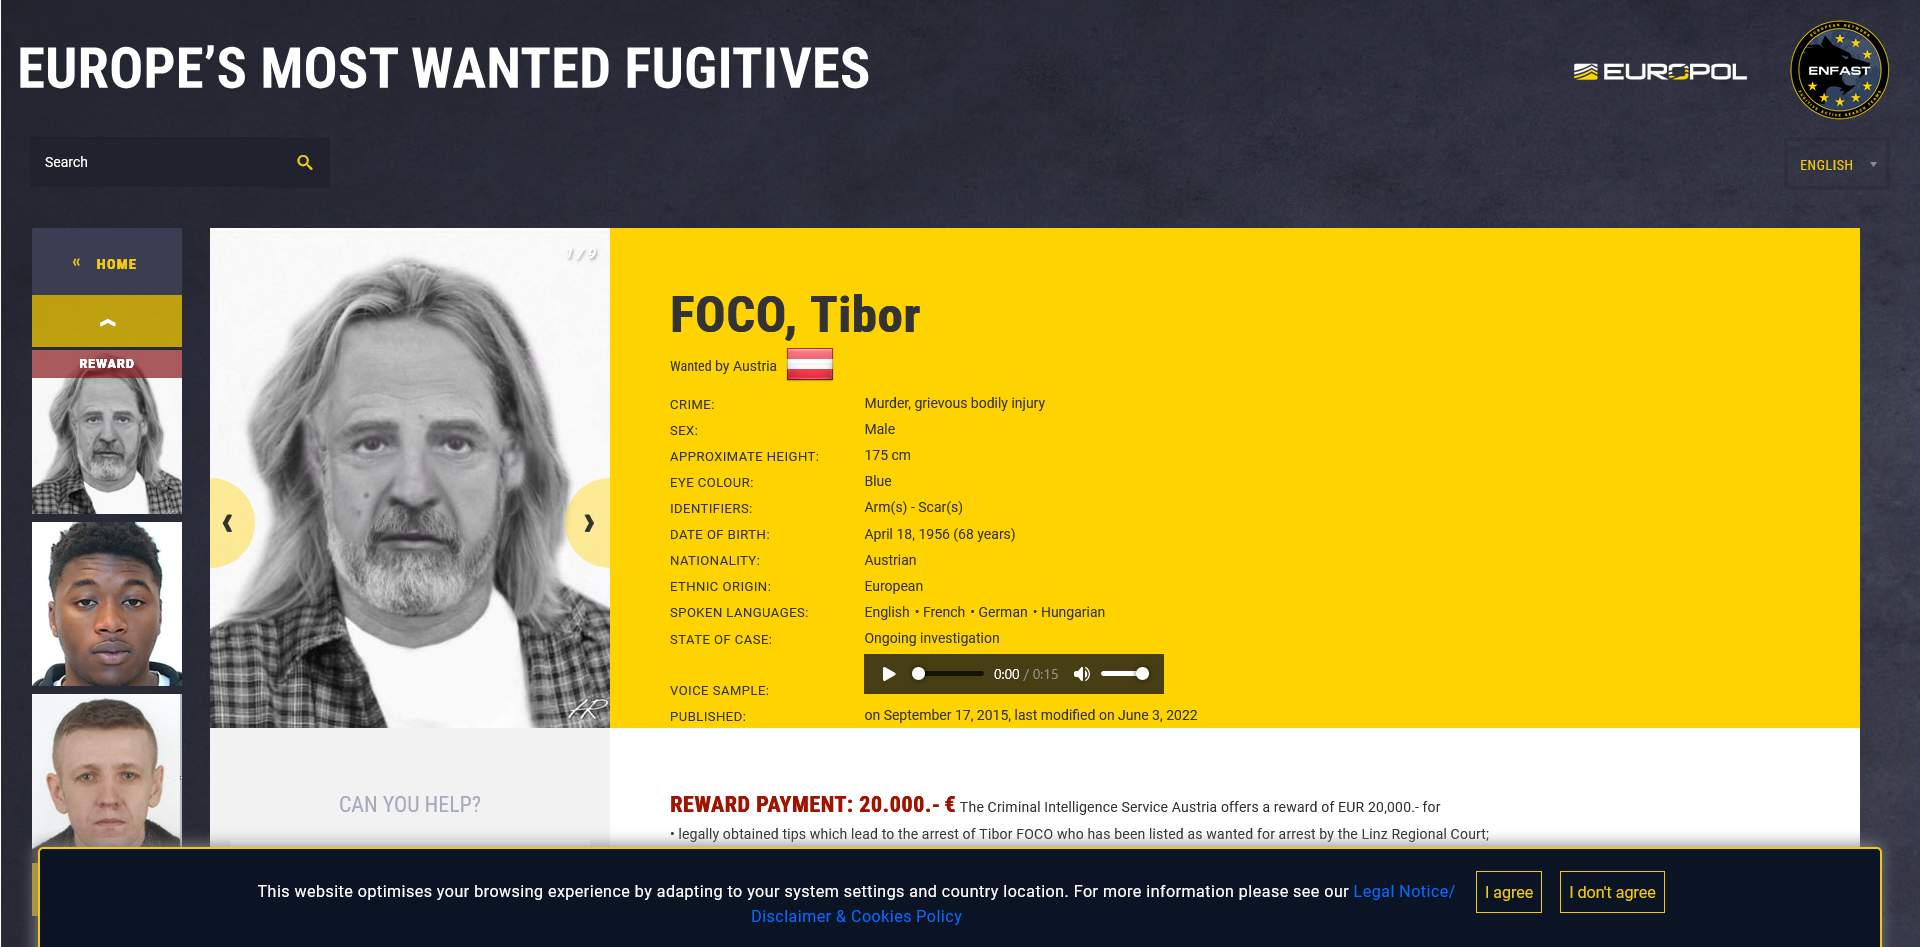 EUROPE'S MOST WANTED FUGITIVES
EUROPOL
ENFAST
Search
ENGLISH
« HOME
REWARD
1 / 9
FOCO, Tibor
Wanted by Austria
CRIME: Murder, grievous bodily injury
SEX: Male
APPROXIMATE HEIGHT: 175 cm
EYE COLOUR: Blue
IDENTIFIERS: Arm(s) - Scar(s)
DATE OF BIRTH: April 18, 1956 (68 years)
NATIONALITY: Austrian
ETHNIC ORIGIN: European
SPOKEN LANGUAGES: English • French • German • Hungarian
STATE OF CASE: Ongoing investigation
0:00 / 0:15
VOICE SAMPLE:
PUBLISHED: on September 17, 2015, last modified on June 3, 2022
CAN YOU HELP?
REWARD PAYMENT: 20.000.- € The Criminal Intelligence Service Austria offers a reward of EUR 20,000.- for
• legally obtained tips which lead to the arrest of Tibor FOCO who has been listed as wanted for arrest by the Linz Regional Court;
This website optimises your browsing experience by adapting to your system settings and country location. For more information please see our Legal Notice/
Disclaimer & Cookies Policy
I agree
I don't agree